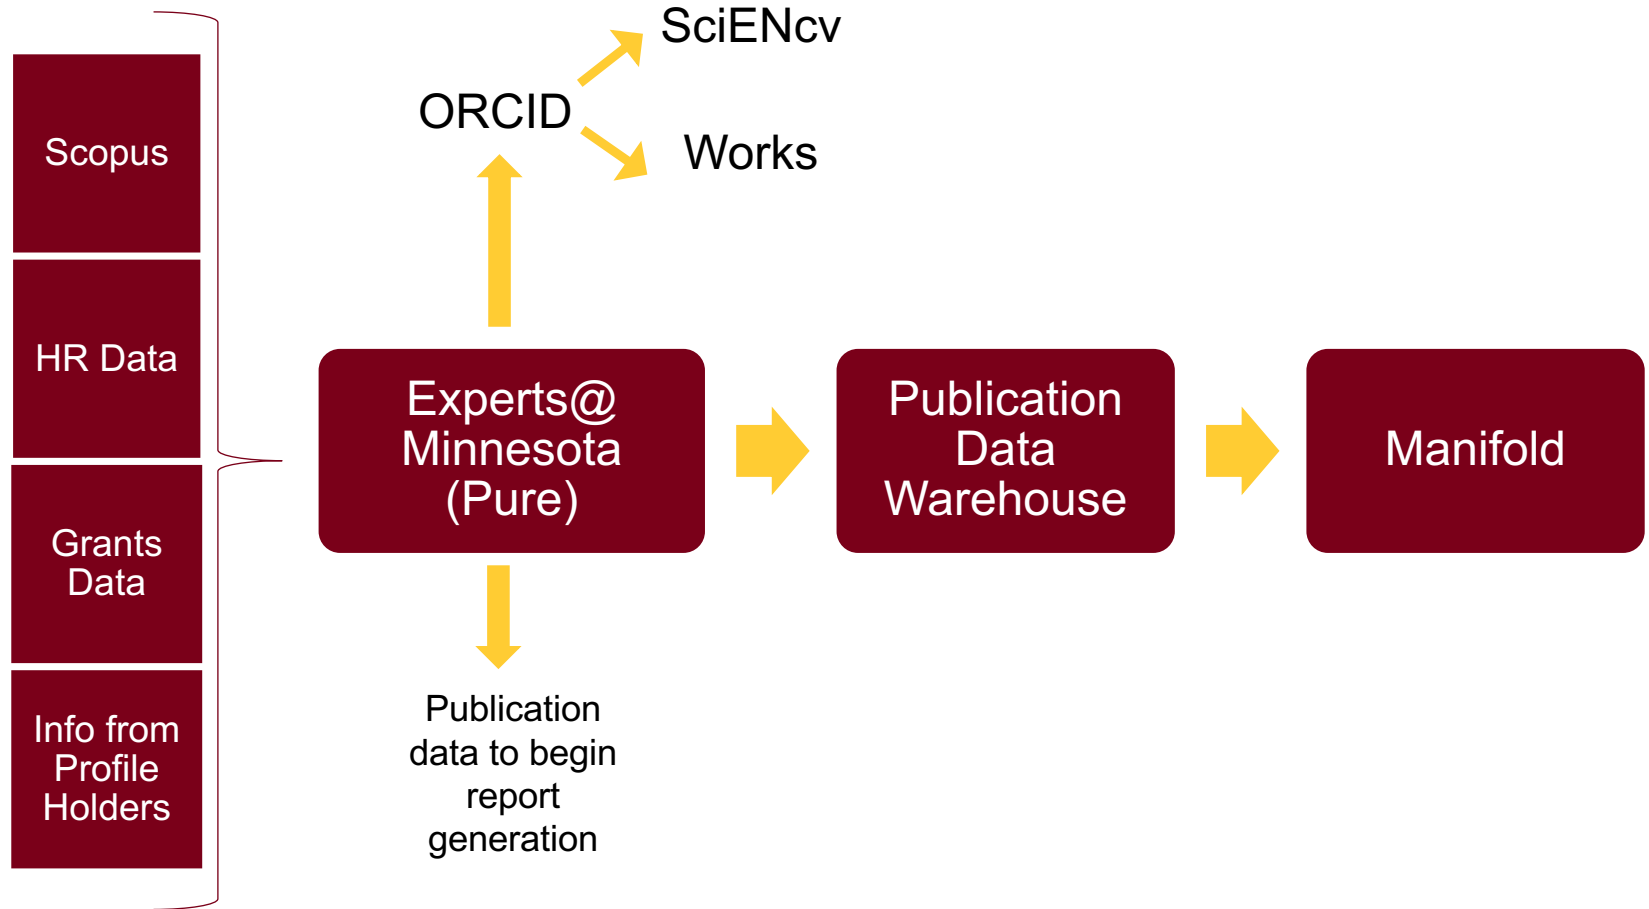 Scopus
HR Data
Grants
Data
Info from
Profile
Holders
SciENcv
ORCID
Works
Experts@
Minnesota
(Pure)
Publication
data to begin
report
generation
Publication
Data
Warehouse
Manifold